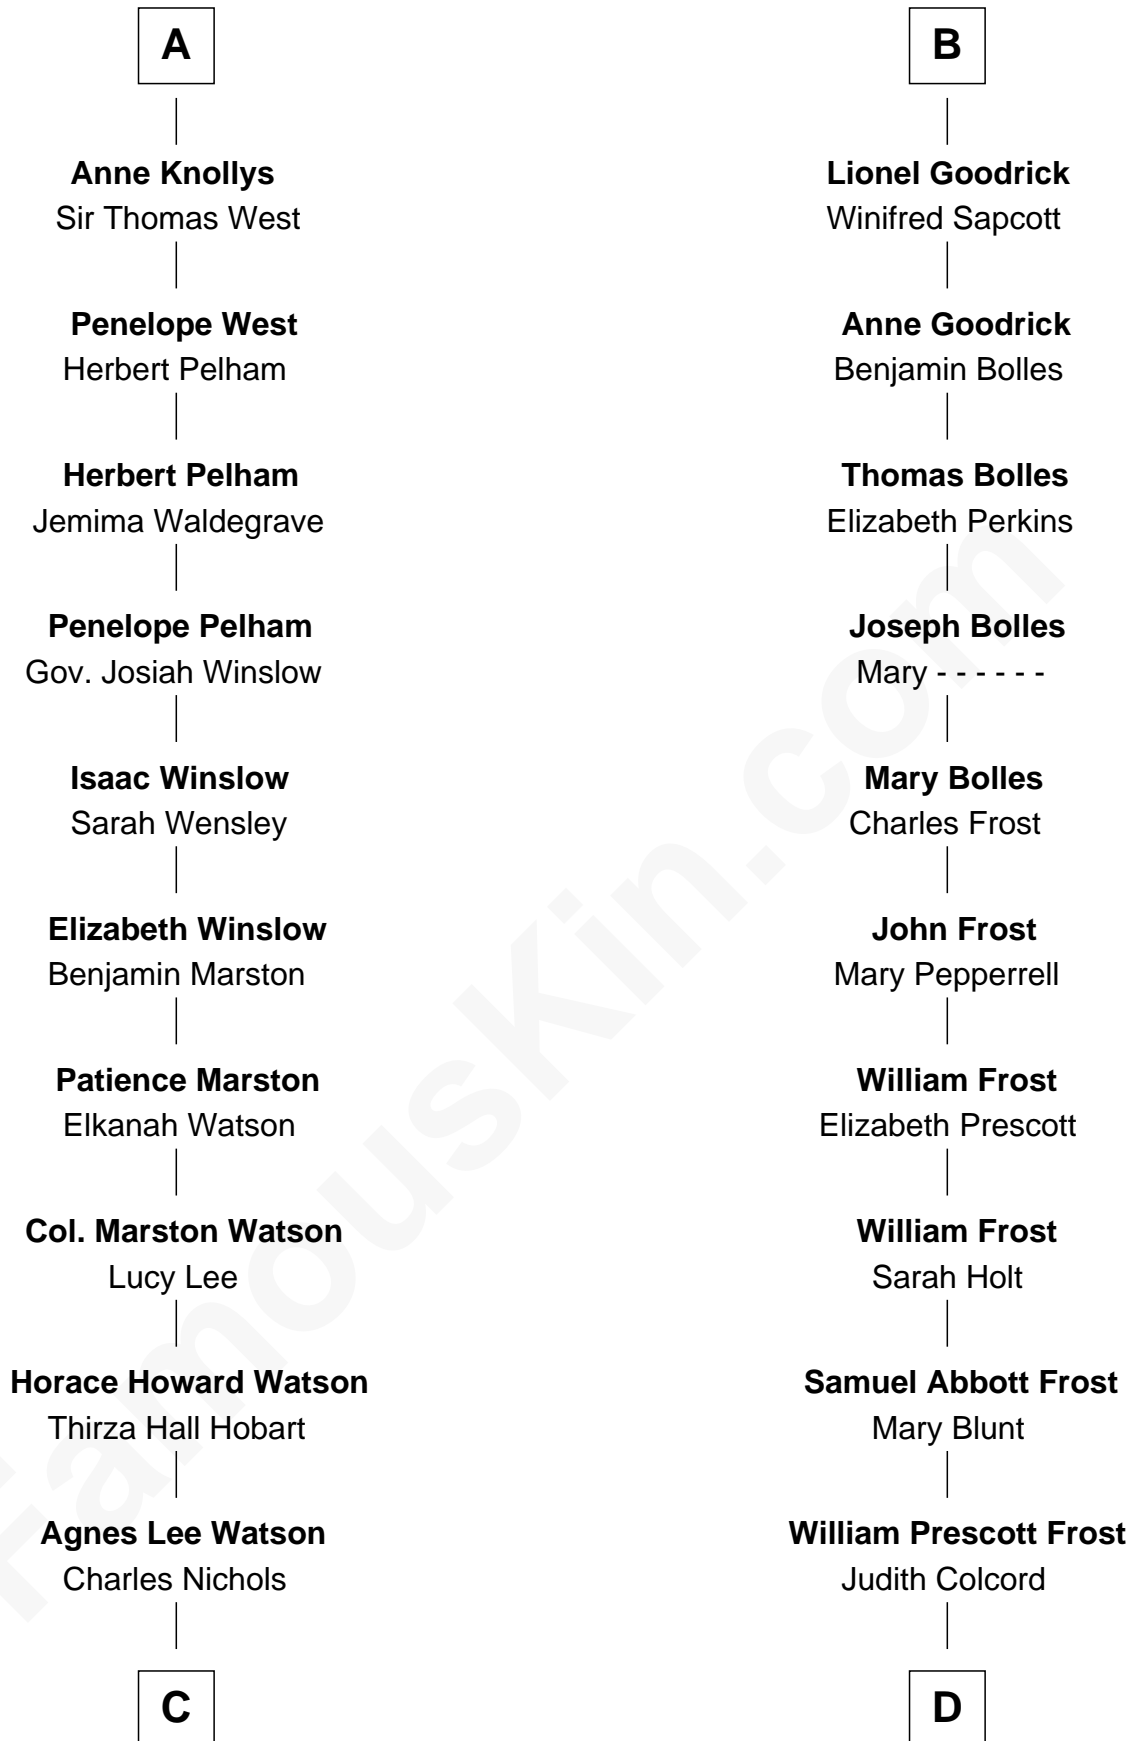 A
Anne Knollys
Sir Thomas West
Penelope West
Herbert Pelham
Herbert Pelham
Jemima Waldegrave
Penelope Pelham
Gov. Josiah Winslow
Isaac Winslow
Sarah Wensley
Elizabeth Winslow
Benjamin Marston
Patience Marston
Elkanah Watson
Col. Marston Watson
Lucy Lee
Horace Howard Watson
Thirza Hall Hobart
Agnes Lee Watson
Charles Nichols
C
B
Lionel Goodrick
Winifred Sapcott
Anne Goodrick
Benjamin Bolles
Thomas Bolles
Elizabeth Perkins
Joseph Bolles
Mary - - - - - -
Mary Bolles
Charles Frost
John Frost
Mary Pepperrell
William Frost
Elizabeth Prescott
William Frost
Sarah Holt
Samuel Abbott Frost
Mary Blunt
William Prescott Frost
Judith Colcord
D
FamousKin.com